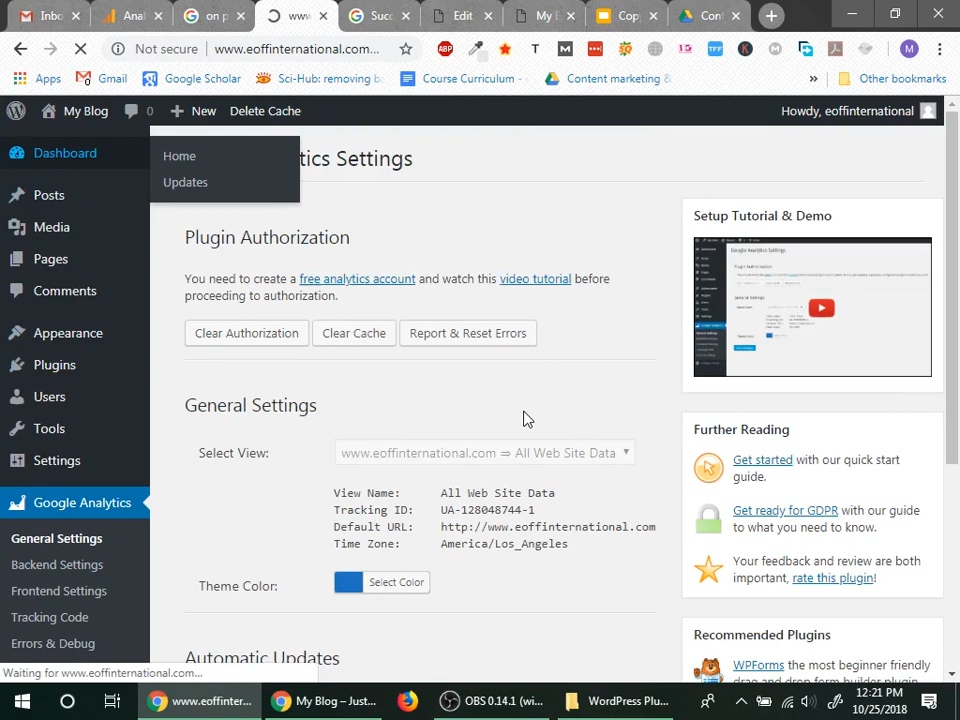 Inbo
Anal
on p
www
Succ
Edit
My F
Cop
Con
Not secure
www.eoffinternational.com...
ABP
T
M
TFF
K
M
Apps
Gmail
Google Scholar
Sci-Hub: removing ba
Course Curriculum -
Content marketing &
»
Other bookmarks
My Blog
0
New
Delete Cache
Howdy, eoffinternational
Dashboard
Posts
Media
Pages
Comments
Appearance
Plugins
Users
Tools
Settings
Google Analytics
General Settings
Backend Settings
Frontend Settings
Tracking Code
Errors & Debug
Home
Updates
tics Settings
Plugin Authorization
You need to create a free analytics account and watch this video tutorial before
proceeding to authorization.
Clear Authorization
Clear Cache
Report & Reset Errors
General Settings
Select View:
www.eoffinternational.com ⇒ All Web Site Data
View Name: All Web Site Data
Tracking ID: UA-128048744-1
Default URL: http://www.eoffinternational.com
Time Zone: America/Los_Angeles
Theme Color:
Select Color
Automatic Updates
Setup Tutorial & Demo
Further Reading
Get started with our quick start
guide.
Get ready for GDPR with our guide
to what you need to know.
Your feedback and review are both
important, rate this plugin!
Recommended Plugins
WPForms the most beginner friendly
Waiting for www.eoffinternational.com...
www.eoffinter...
My Blog – Just...
OBS 0.14.1 (wi...
WordPress Plu...
12:21 PM
10/25/2018